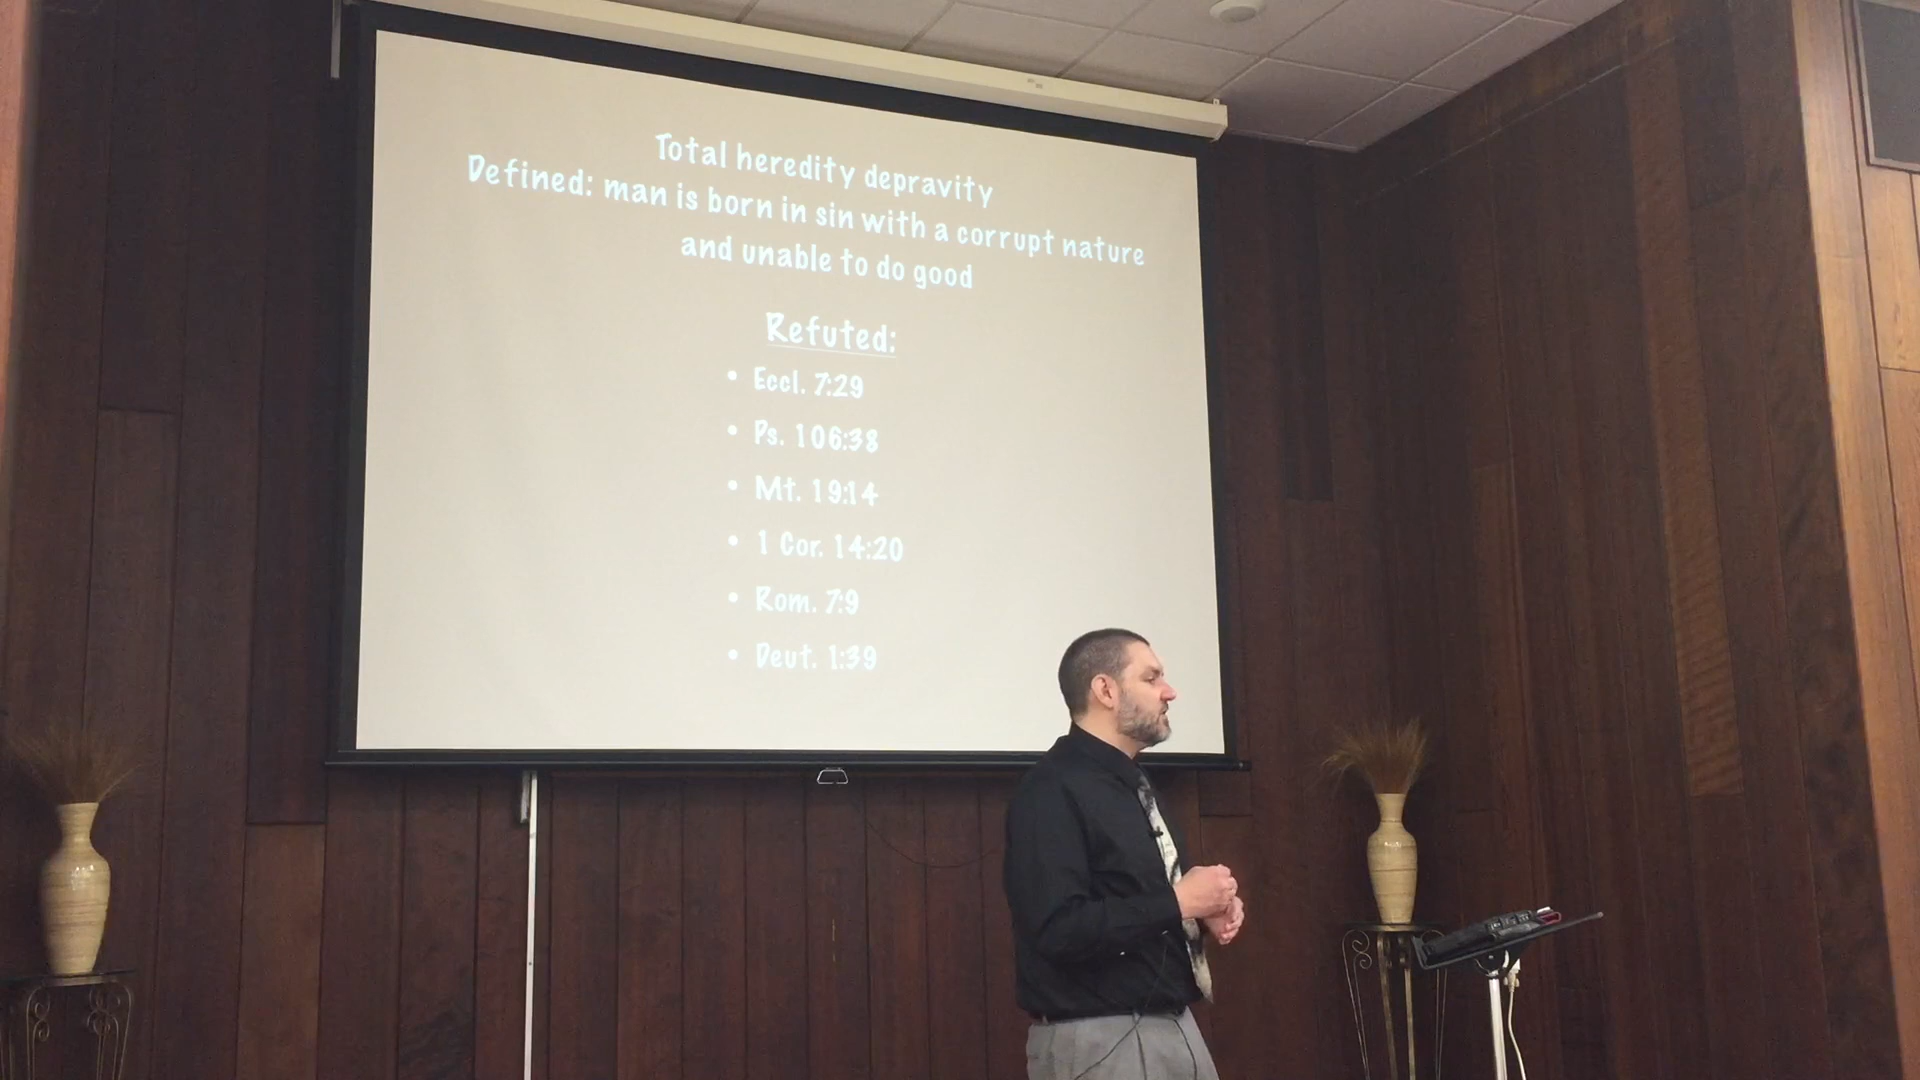 Total heredity depravity
Defined: man is born in sin with a corrupt nature
and unable to do good
Refuted:
• Eccl. 7:29
• Ps. 106:38
• Mt. 19:14
• 1 Cor. 14:20
• Rom. 7:9
• Deut. 1:39